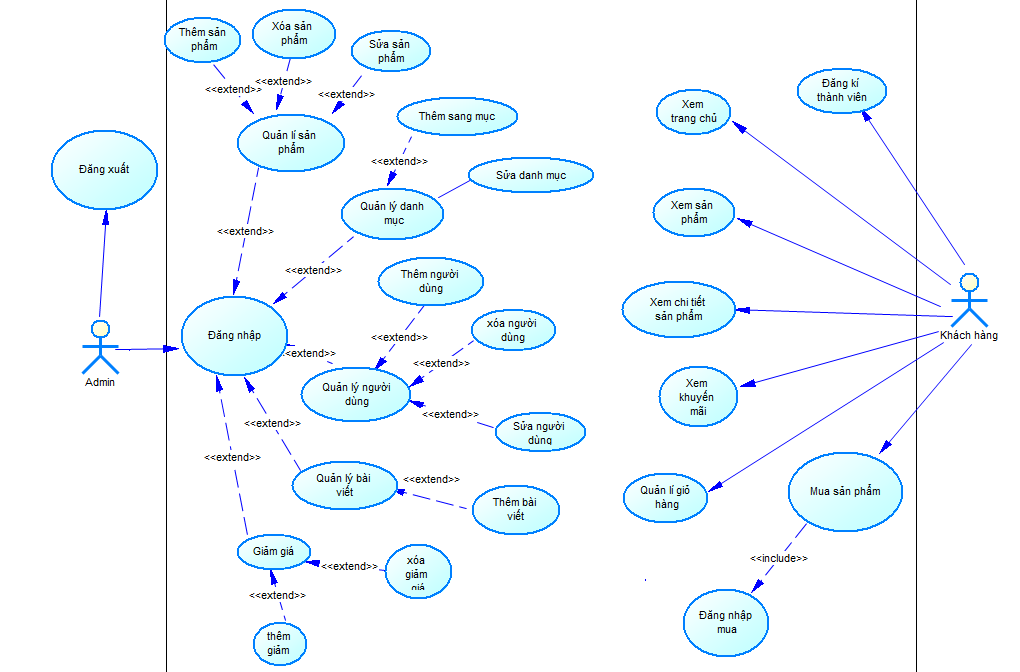 Thêm sản
phẩm
Xóa sản
phẩm
Sửa sản
phẩm
<<extend>>
<<extend>>
<<extend>>
Quản lí sản
phẩm
Thêm sang mục
<<extend>>
Sửa danh mục
Quản lý danh
mục
<<extend>>
<<extend>>
Đăng xuất
Thêm người
dùng
xóa người
dùng
<<extend>>
<<extend>>
Đăng nhập
<<extend>>
Quản lý người
dùng
<<extend>>
Sửa người
dùng
Admin
<<extend>>
<<extend>>
Quản lý bài
viết
<<extend>>
Thêm bài
viết
Giảm giá
<<extend>>
xóa
giảm
giá
<<extend>>
thêm
giảm
Đăng kí
thành viên
Xem
trang chủ
Xem sản
phẩm
Xem chi tiết
sản phẩm
Khách hàng
Xem
khuyến
mãi
Quản lí giỏ
hàng
Mua sản phẩm
<<include>>
Đăng nhập
mua